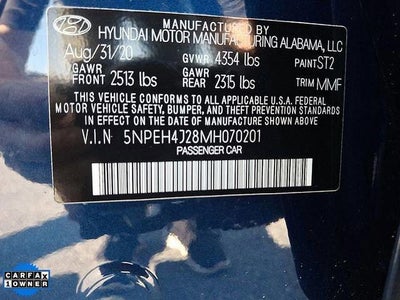 MANUFACTURED BY
HYUNDAI MOTOR MANUFACTURING ALABAMA, LLC
Aug/31/20 GVWR 4354 lbs PAINT ST2
GAWR FRONT 2513 lbs GAWR REAR 2315 lbs TRIM MMF
THIS VEHICLE CONFORMS TO ALL APPLICABLE U.S.A. FEDERAL
MOTOR VEHICLE SAFETY, BUMPER, AND THEFT PREVENTION STANDARDS
IN EFFECT ON THE DATE OF MANUFACTURE SHOWN ABOVE.
V.I.N 5NPEH4J28MH070201
PASSENGER CAR
CARFAX
1 OWNER